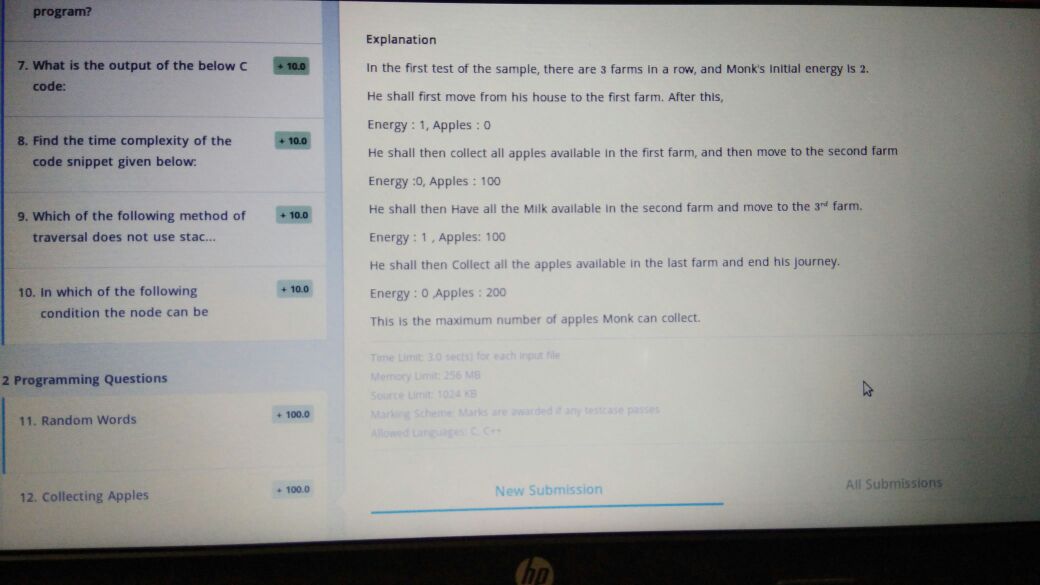 program?
7. What is the output of the below C
code:
+ 10.0
8. Find the time complexity of the
code snippet given below:
+ 10.0
9. Which of the following method of
traversal does not use stac...
+ 10.0
10. In which of the following
condition the node can be
+ 10.0
2 Programming Questions
11. Random Words
+ 100.0
12. Collecting Apples
+ 100.0
Explanation
In the first test of the sample, there are 3 farms in a row, and Monk's initial energy is 2.
He shall first move from his house to the first farm. After this,
Energy : 1, Apples : 0
He shall then collect all apples available in the first farm, and then move to the second farm
Energy :0, Apples : 100
He shall then Have all the Milk available in the second farm and move to the 3rd farm.
Energy : 1 , Apples: 100
He shall then Collect all the apples available in the last farm and end his journey.
Energy : 0 ,Apples : 200
This is the maximum number of apples Monk can collect.
Time Limit: 3.0 sec(s) for each input file
Memory Limit: 256 MB
Source Limit: 1024 KB
Marking Scheme: Marks are awarded if any testcase passes
Allowed Languages: C, C++
New Submission
All Submissions
hp